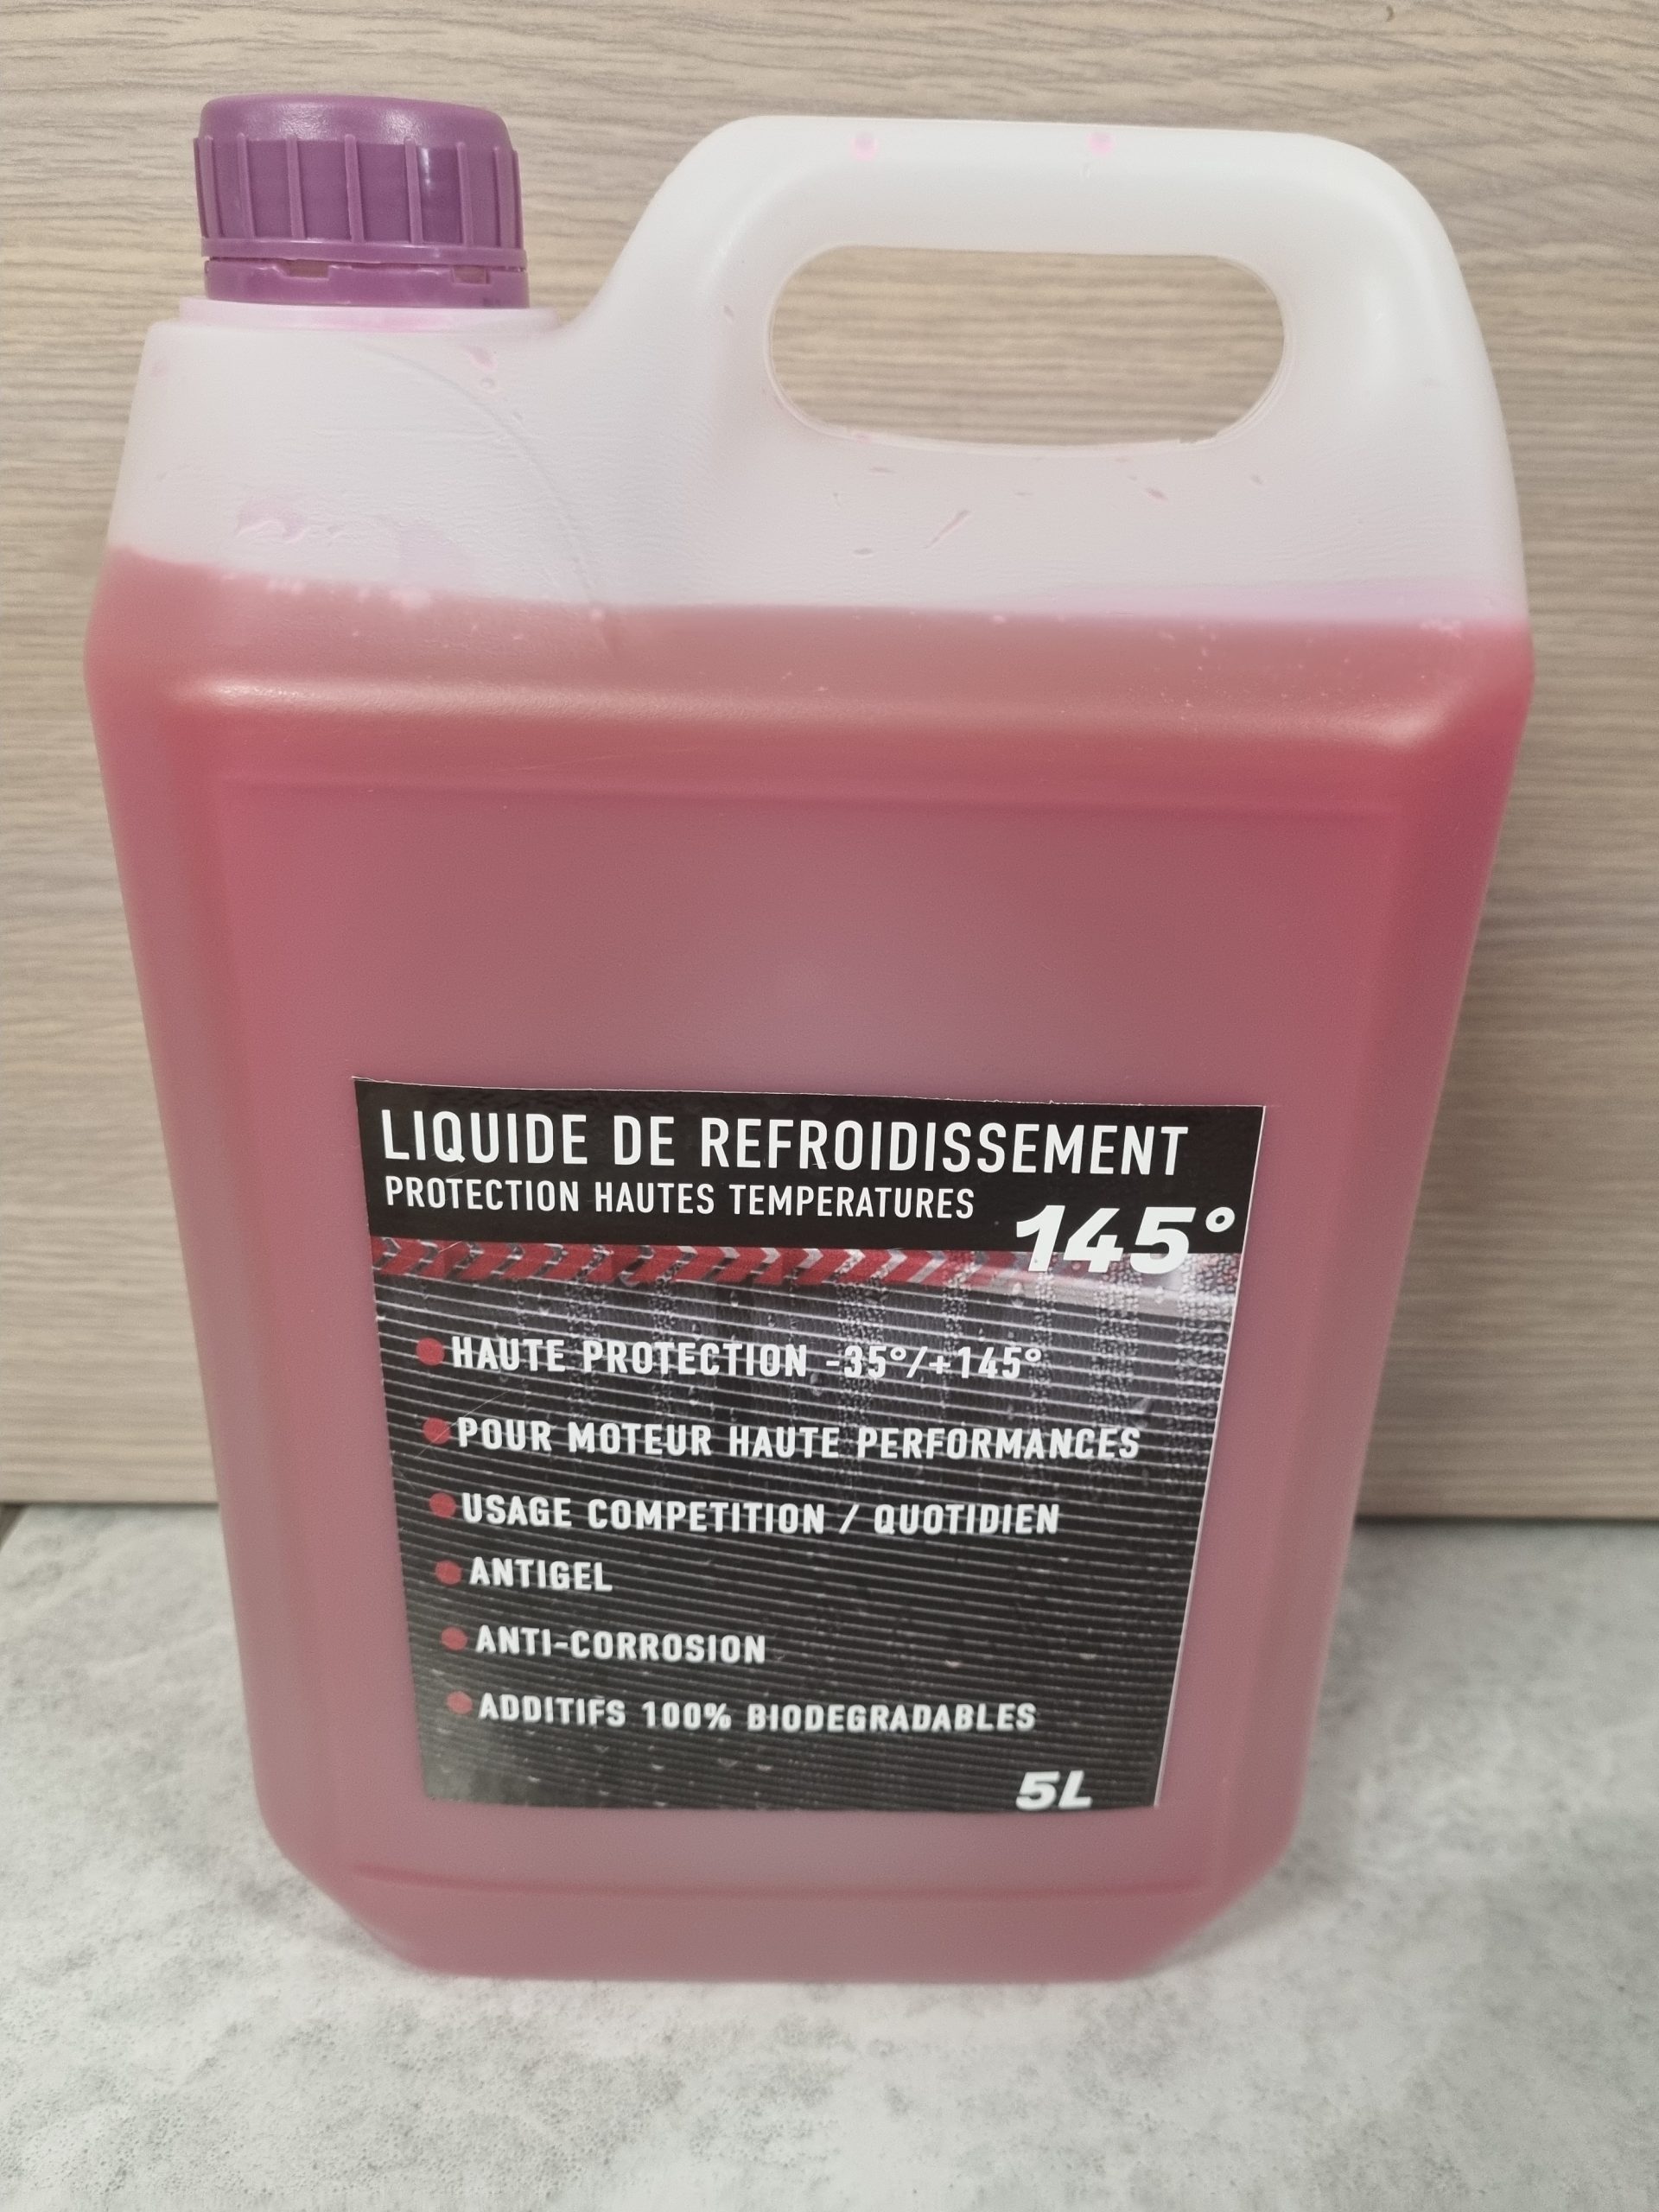 LIQUIDE DE REFROIDISSEMENT
PROTECTION HAUTES TEMPERATURES
145°
HAUTE PROTECTION -35°/+145°
POUR MOTEUR HAUTE PERFORMANCES
USAGE COMPETITION / QUOTIDIEN
ANTIGEL
ANTI-CORROSION
ADDITIFS 100% BIODEGRADABLES
5L